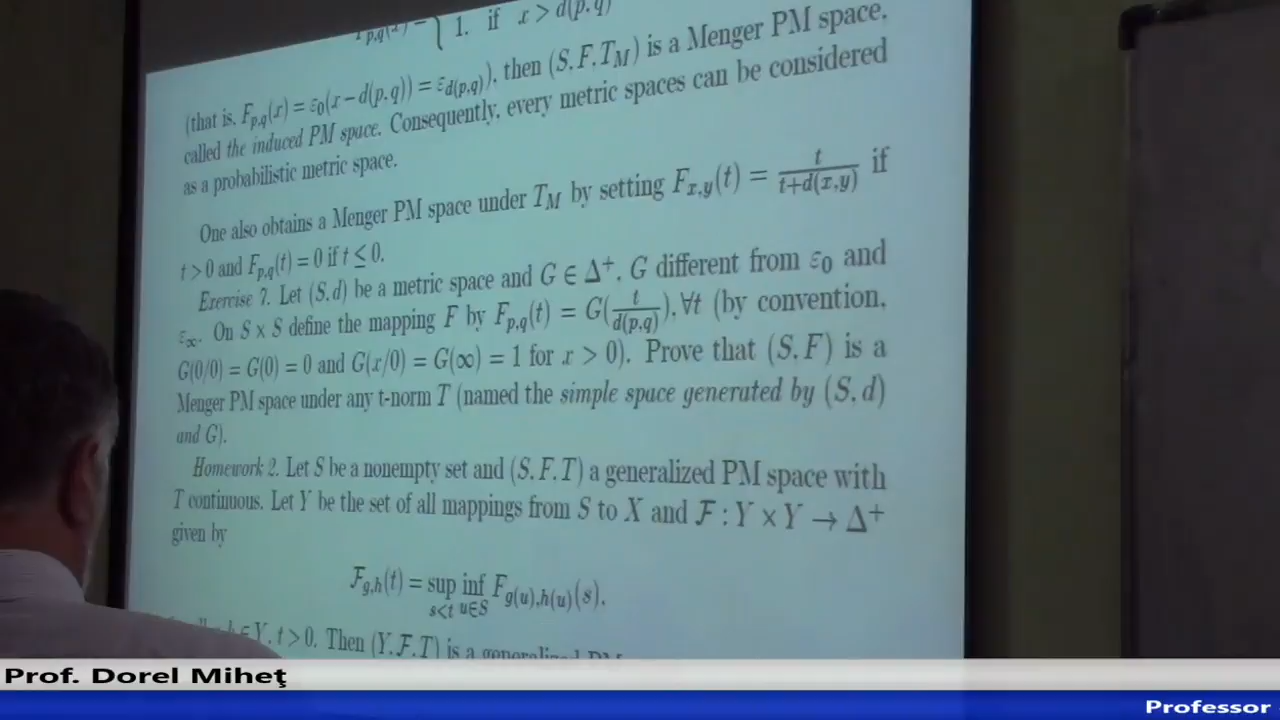 F_{p,q}(x) = { 1. if x > d(p.q)
(that is, F_{p,q}(x) = ε₀(x−d(p.q)) = ε_{d(p,q)}), then (S.F.T_M) is a Menger PM space,
called the induced PM space. Consequently, every metric spaces can be considered
as a probabilistic metric space.
One also obtains a Menger PM space under T_M by setting F_{x,y}(t) = t/(t+d(x,y)) if
t > 0 and F_{p,q}(t) = 0 if t ≤ 0.
Exercise 7. Let (S.d) be a metric space and G ∈ Δ⁺, G different from ε₀ and
ε_∞. On S × S define the mapping F by F_{p,q}(t) = G(t/d(p,q)), ∀t (by convention,
G(0/0) = G(0) = 0 and G(x/0) = G(∞) = 1 for x > 0). Prove that (S.F) is a
Menger PM space under any t-norm T (named the simple space generated by (S,d)
and G).
Homework 2. Let S be a nonempty set and (S.F.T) a generalized PM space with
T continuous. Let Y be the set of all mappings from S to X and F : Y × Y → Δ⁺
given by
F_{g,h}(t) = sup_{s<t} inf_{u∈S} F_{g(u),h(u)}(s),
h ∈ Y, t > 0. Then (Y.F.T) is a generalized PM
Prof. Dorel Miheţ
Professor